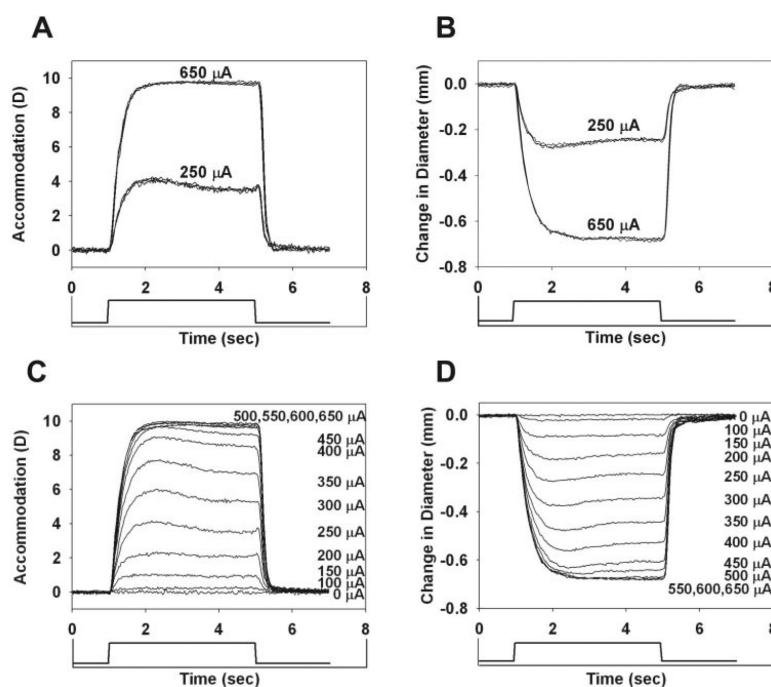 A
Accommodation (D)
10
8
6
4
2
0
650 µA
250 µA
0 2 4 6 8
Time (sec)
B
Change in Diameter (mm)
0.0
-0.2
-0.4
-0.6
-0.8
250 µA
650 µA
0 2 4 6 8
Time (sec)
C
Accommodation (D)
10
8
6
4
2
0
500,550,600,650 µA
450 µA
400 µA
350 µA
300 µA
250 µA
200 µA
150 µA
100 µA
0 µA
0 2 4 6 8
Time (sec)
D
Change in Diameter (mm)
0.0
-0.2
-0.4
-0.6
-0.8
0 µA
100 µA
150 µA
200 µA
250 µA
300 µA
350 µA
400 µA
450 µA
500 µA
550,600,650 µA
0 2 4 6 8
Time (sec)